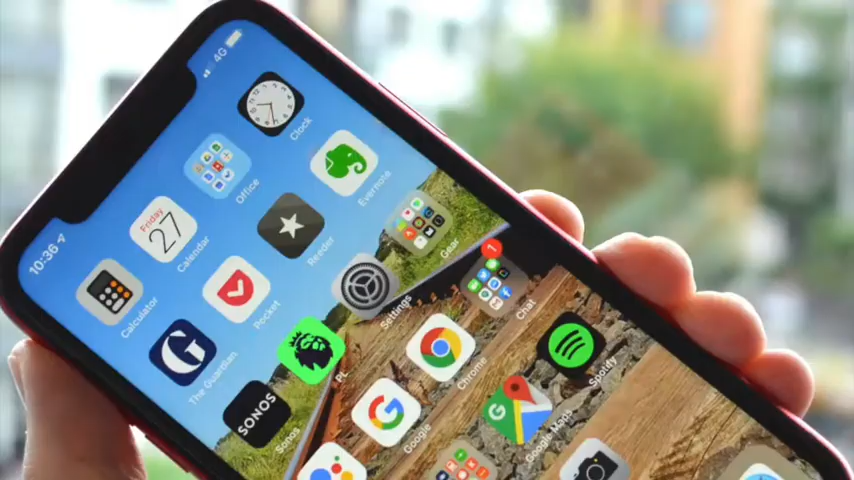 10:36
4G
Calculator
Friday
27
Calendar
Office
Clock
The Guardian
Pocket
Reeder
Evernote
SONOS
Sonos
PL
Settings
Gear
Google
Chrome
1
Chat
Google Maps
Spotify